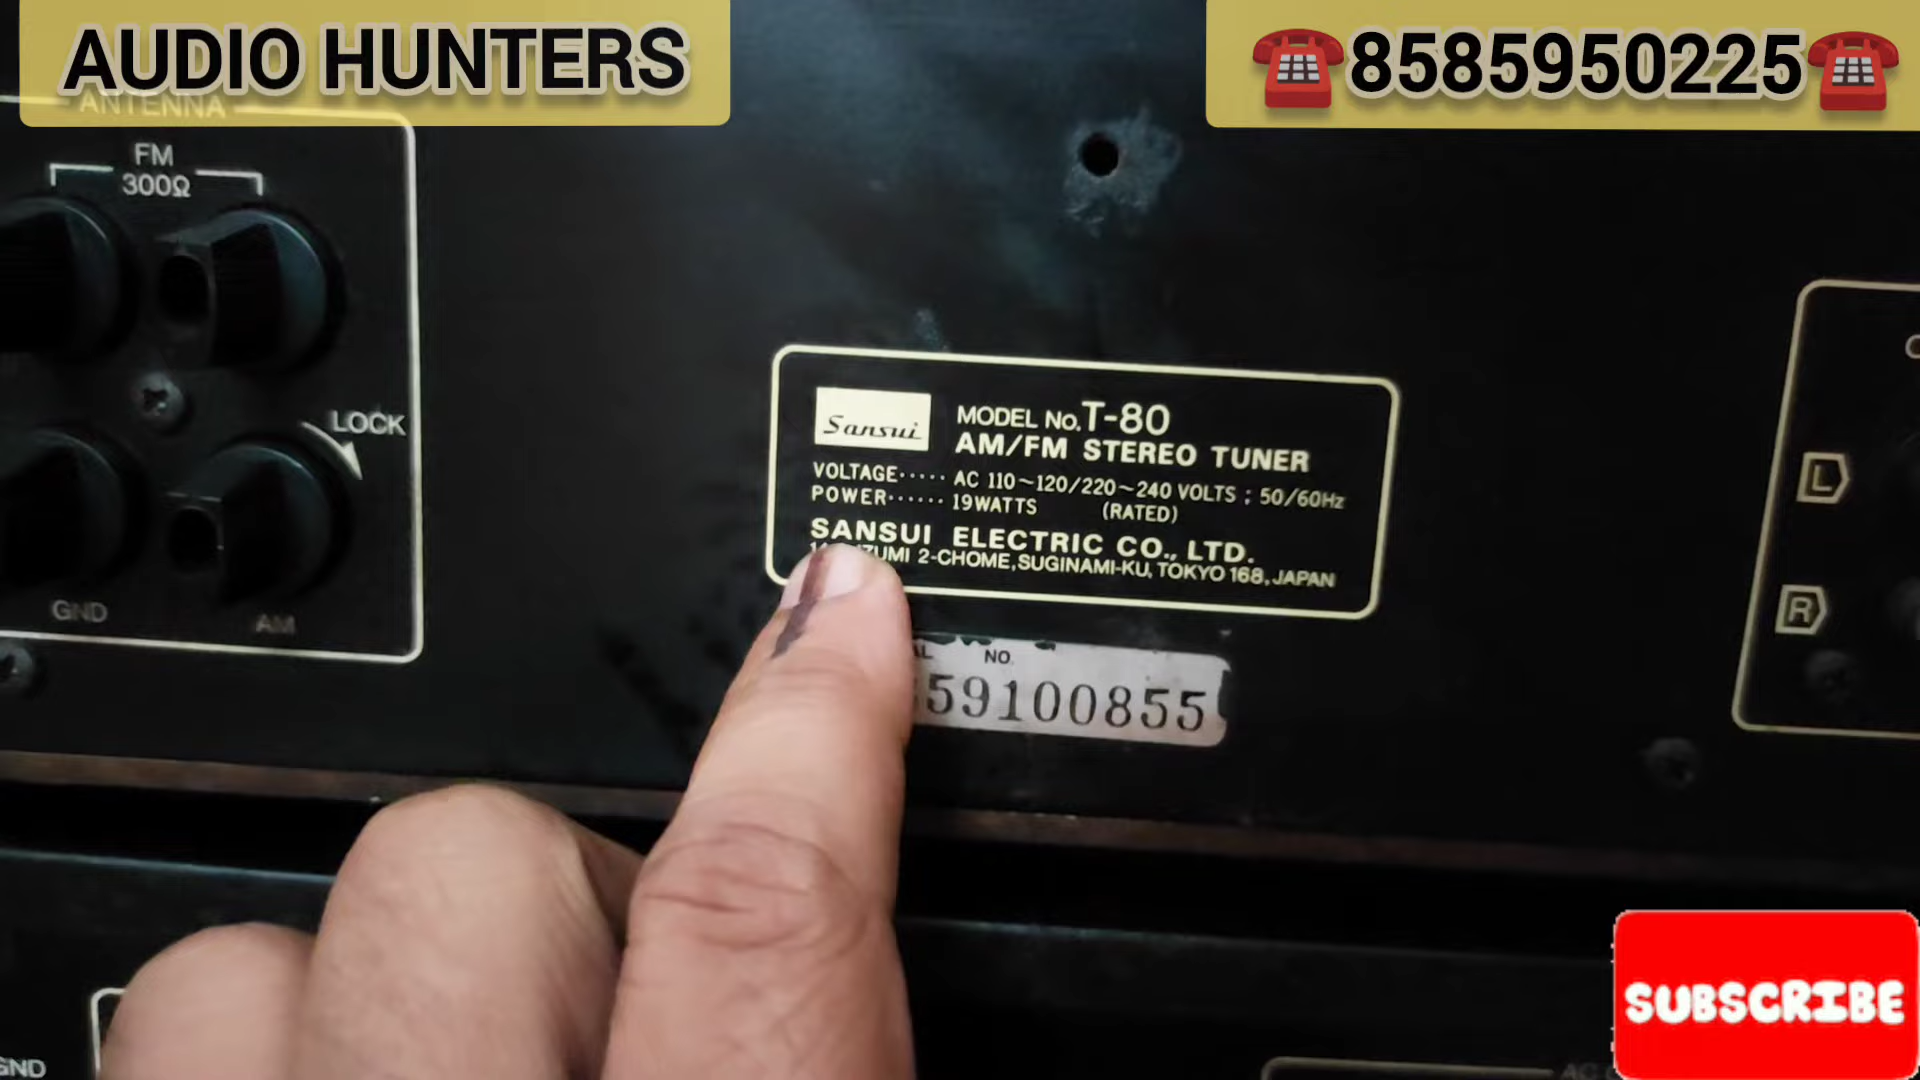 AUDIO HUNTERS
☎8585950225☎
ANTENNA
FM
300Ω
LOCK
GND
AM
Sansui
MODEL No. T-80
AM/FM STEREO TUNER
VOLTAGE····· AC 110~120/220~240 VOLTS ; 50/60Hz
POWER······ 19WATTS (RATED)
SANSUI ELECTRIC CO., LTD.
2-CHOME, SUGINAMI-KU, TOKYO 168, JAPAN
NO.
59100855
L
R
GND
AC
SUBSCRIBE